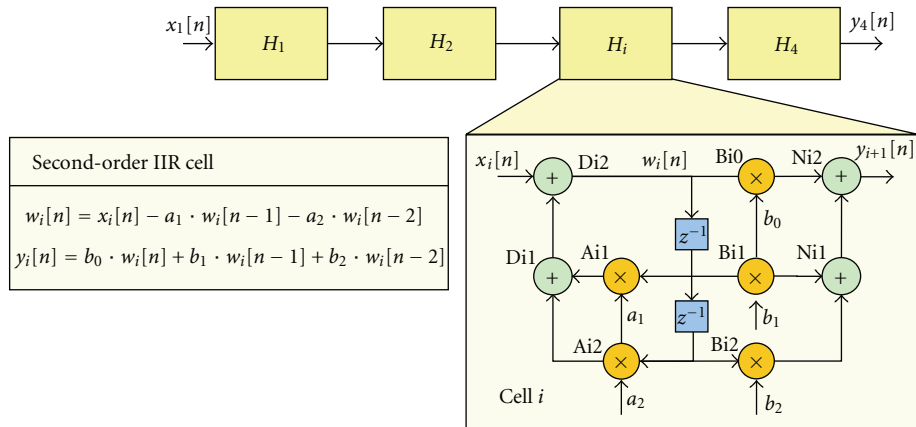 x₁[n]
H₁
H₂
Hᵢ
H₄
y₄[n]
Second-order IIR cell
wᵢ[n] = xᵢ[n] − a₁ · wᵢ[n − 1] − a₂ · wᵢ[n − 2]
yᵢ[n] = b₀ · wᵢ[n] + b₁ · wᵢ[n − 1] + b₂ · wᵢ[n − 2]
xᵢ[n]
Di2
wᵢ[n]
Bi0
Ni2
yᵢ₊₁[n]
+
×
+
b₀
z⁻¹
Di1
Ai1
Bi1
Ni1
+
×
×
+
a₁
z⁻¹
b₁
Ai2
Bi2
×
×
Cell i
a₂
b₂